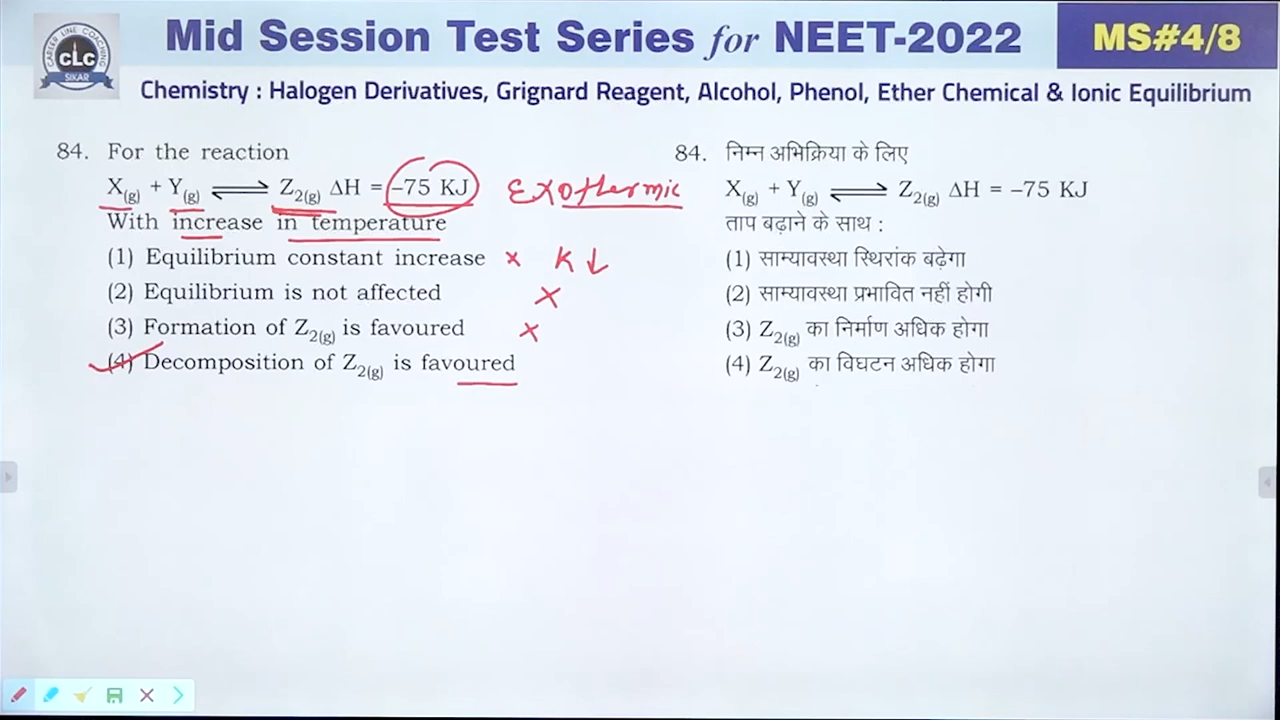 CAREER LINE COACHING
CLC
SIKAR
Mid Session Test Series for NEET-2022
MS#4/8
Chemistry : Halogen Derivatives, Grignard Reagent, Alcohol, Phenol, Ether Chemical & Ionic Equilibrium
84. For the reaction
X(g) + Y(g) ⇌ Z2(g) ΔH = –75 KJ Exothermic
With increase in temperature
(1) Equilibrium constant increase × K ↓
(2) Equilibrium is not affected ×
(3) Formation of Z2(g) is favoured ×
(4) Decomposition of Z2(g) is favoured
84. निम्न अभिक्रिया के लिए
X(g) + Y(g) ⇌ Z2(g) ΔH = –75 KJ
ताप बढ़ाने के साथ :
(1) साम्यावस्था स्थिरांक बढ़ेगा
(2) साम्यावस्था प्रभावित नहीं होगी
(3) Z2(g) का निर्माण अधिक होगा
(4) Z2(g) का विघटन अधिक होगा